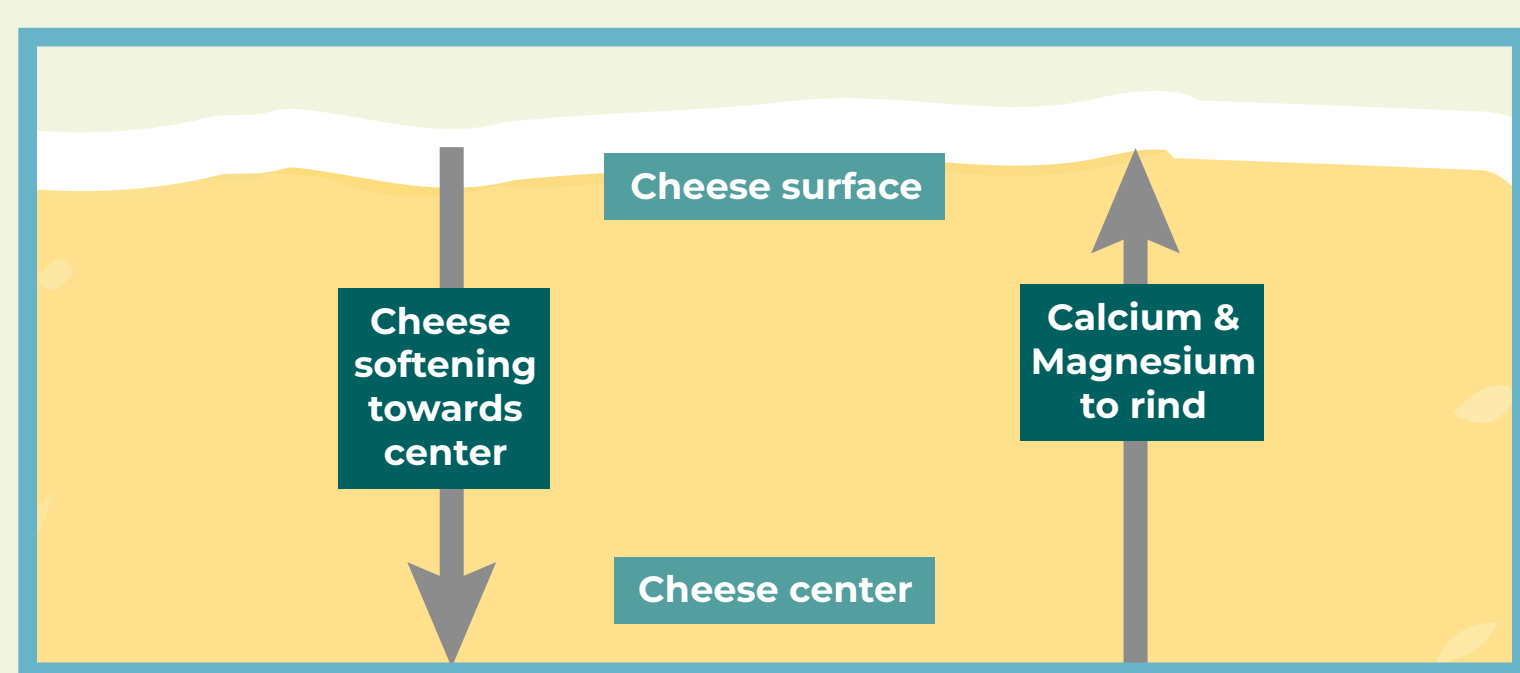 Cheese surface
Cheese
softening
towards
center
Calcium &
Magnesium
to rind
Cheese center